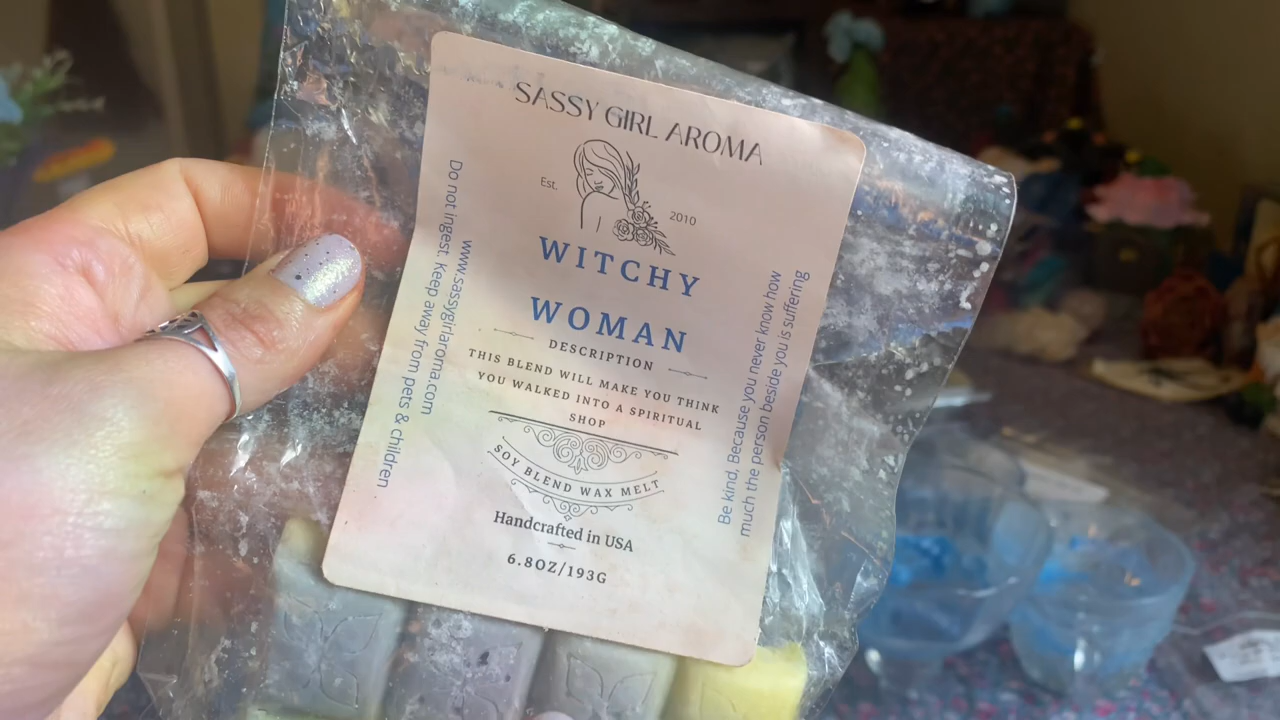 SASSY GIRL AROMA
Est. 2010
WITCHY
WOMAN
DESCRIPTION
THIS BLEND WILL MAKE YOU THINK
YOU WALKED INTO A SPIRITUAL
SHOP
SOY BLEND WAX MELT
Handcrafted in USA
6.8OZ/193G
www.sassygirlaroma.com
Do not ingest. Keep away from pets & children
Be kind, Because you never know how
much the person beside you is suffering